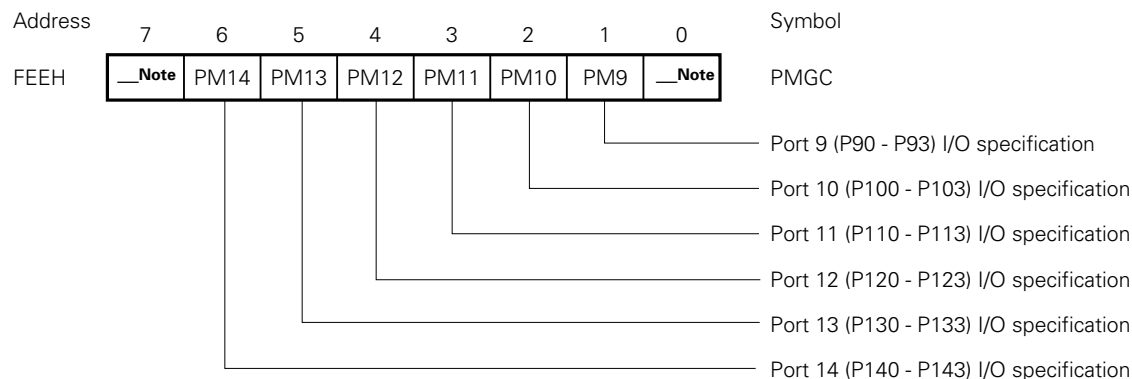 Address 7 6 5 4 3 2 1 0 Symbol
FEEH __Note PM14 PM13 PM12 PM11 PM10 PM9 __Note PMGC
Port 9 (P90 - P93) I/O specification
Port 10 (P100 - P103) I/O specification
Port 11 (P110 - P113) I/O specification
Port 12 (P120 - P123) I/O specification
Port 13 (P130 - P133) I/O specification
Port 14 (P140 - P143) I/O specification